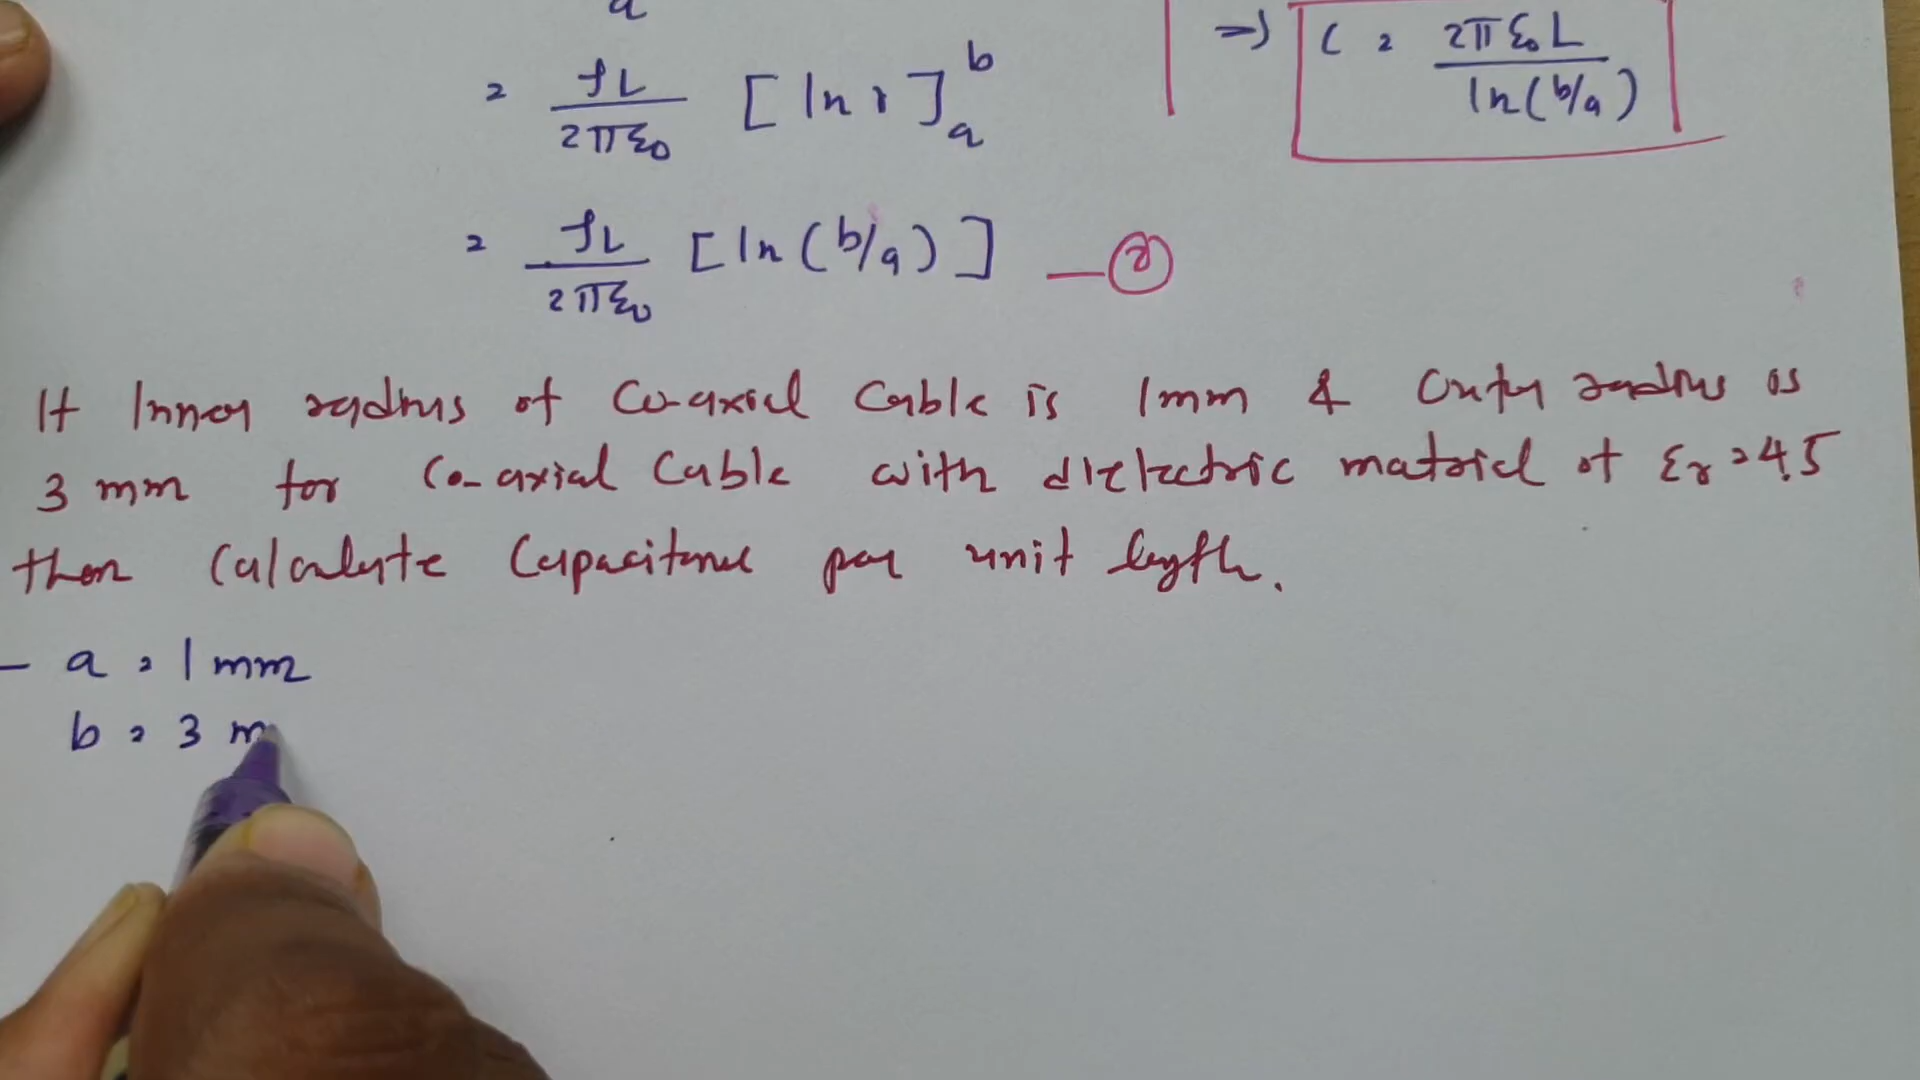 a
= ρL / 2πε₀ [ln r]ₐᵇ
⇒ C = 2πε₀L / ln(b/a)
= ρL / 2πε₀ [ln(b/a)] — ②
If Inner radius of Co-axial Cable is 1mm & Outer radius is
3 mm for Co-axial Cable with dielectric material of εr = 4.5
then Calculate Capacitance per unit length.
- a = 1 mm
b = 3 m